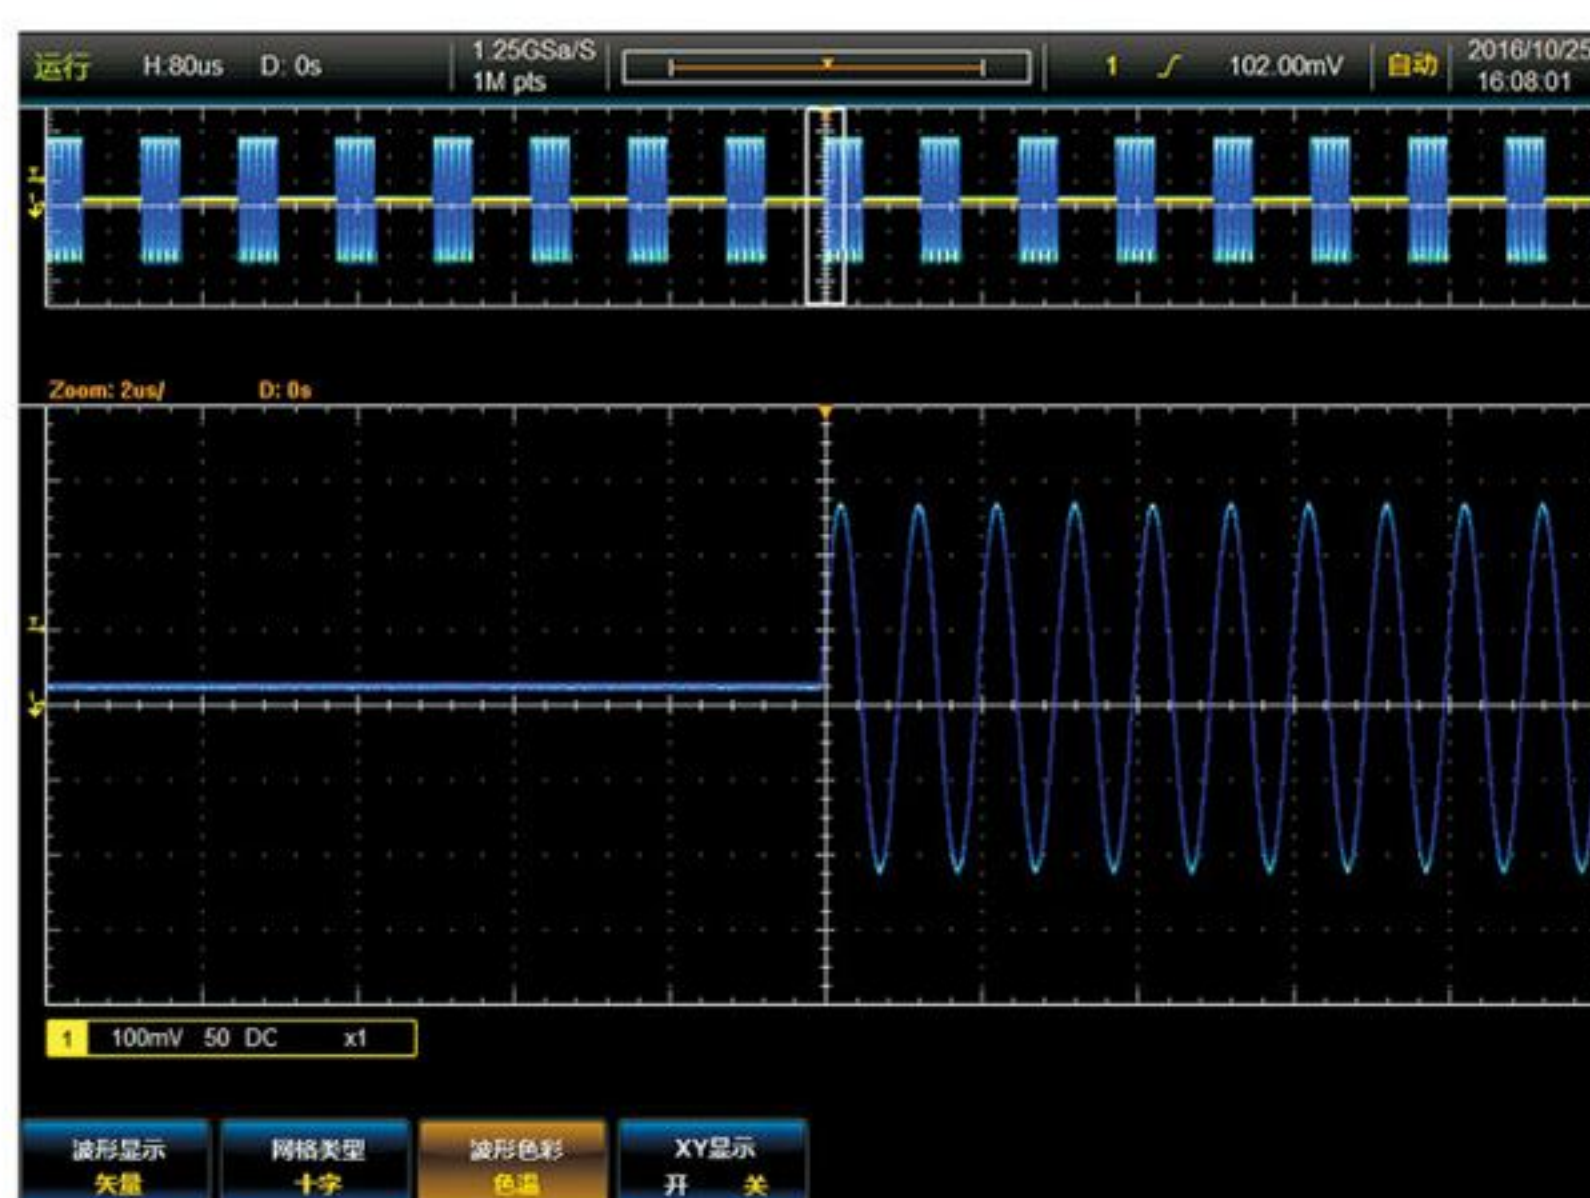 运行 H:80us D: 0s 1.25GSa/S 1M pts 1 102.00mV 自动 2016/10/25 16:08:01
Zoom: 2us/ D: 0s
1 100mV 50 DC x1
波形显示 网格类型 波形色彩 XY显示
矢量 十字 色温 开 关